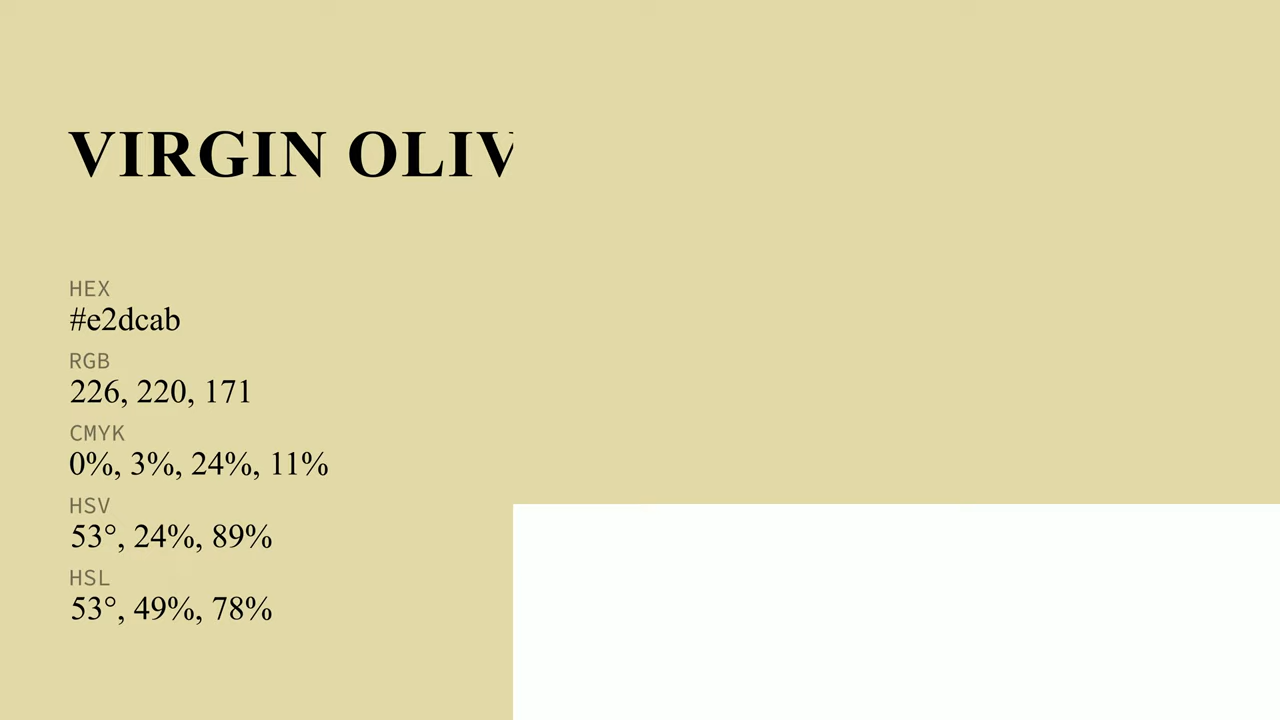 VIRGIN OLIV
HEX
#e2dcab
RGB
226, 220, 171
CMYK
0%, 3%, 24%, 11%
HSV
53°, 24%, 89%
HSL
53°, 49%, 78%